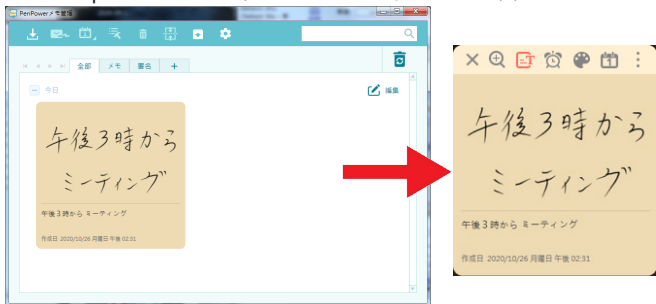 PenPowerメモ管理
全部 メモ 署名 +
今日
編集
午後3時から
ミーティング
午後3時から ミーティング
作成日 2020/10/26 月曜日 午後 02:31
午後3時から
ミーティング
午後3時から ミーティング
作成日 2020/10/26 月曜日 午後 02:31